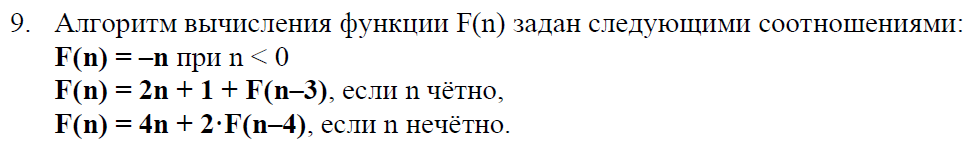 9. Алгоритм вычисления функции F(n) задан следующими соотношениями:
F(n) = –n при n < 0
F(n) = 2n + 1 + F(n–3), если n чётно,
F(n) = 4n + 2·F(n–4), если n нечётно.